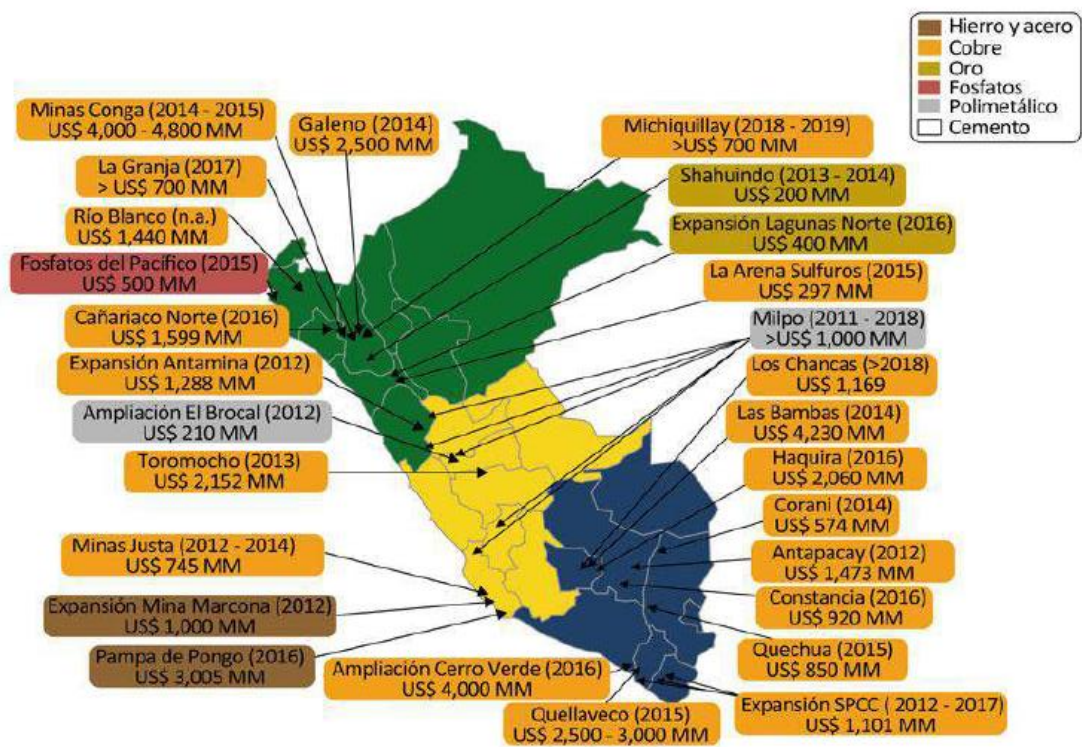 Hierro y acero
Cobre
Oro
Fosfatos
Polimetálico
Cemento
Minas Conga (2014 - 2015)
US$ 4,000 - 4,800 MM
Galeno (2014)
US$ 2,500 MM
Michiquillay (2018 - 2019)
>US$ 700 MM
La Granja (2017)
> US$ 700 MM
Shahuindo (2013 - 2014)
US$ 200 MM
Río Blanco (n.a.)
US$ 1,440 MM
Expansión Lagunas Norte (2016)
US$ 400 MM
Fosfatos del Pacífico (2015)
US$ 500 MM
La Arena Sulfuros (2015)
US$ 297 MM
Cañariaco Norte (2016)
US$ 1,599 MM
Milpo (2011 - 2018)
>US$ 1,000 MM
Expansión Antamina (2012)
US$ 1,288 MM
Los Chancas (>2018)
US$ 1,169
Ampliación El Brocal (2012)
US$ 210 MM
Las Bambas (2014)
US$ 4,230 MM
Toromocho (2013)
US$ 2,152 MM
Haquira (2016)
US$ 2,060 MM
Corani (2014)
US$ 574 MM
Minas Justa (2012 - 2014)
US$ 745 MM
Antapacay (2012)
US$ 1,473 MM
Expansión Mina Marcona (2012)
US$ 1,000 MM
Constancia (2016)
US$ 920 MM
Pampa de Pongo (2016)
US$ 3,005 MM
Quechua (2015)
US$ 850 MM
Ampliación Cerro Verde (2016)
US$ 4,000 MM
Quellaveco (2015)
US$ 2,500 - 3,000 MM
Expansión SPCC ( 2012 - 2017)
US$ 1,101 MM